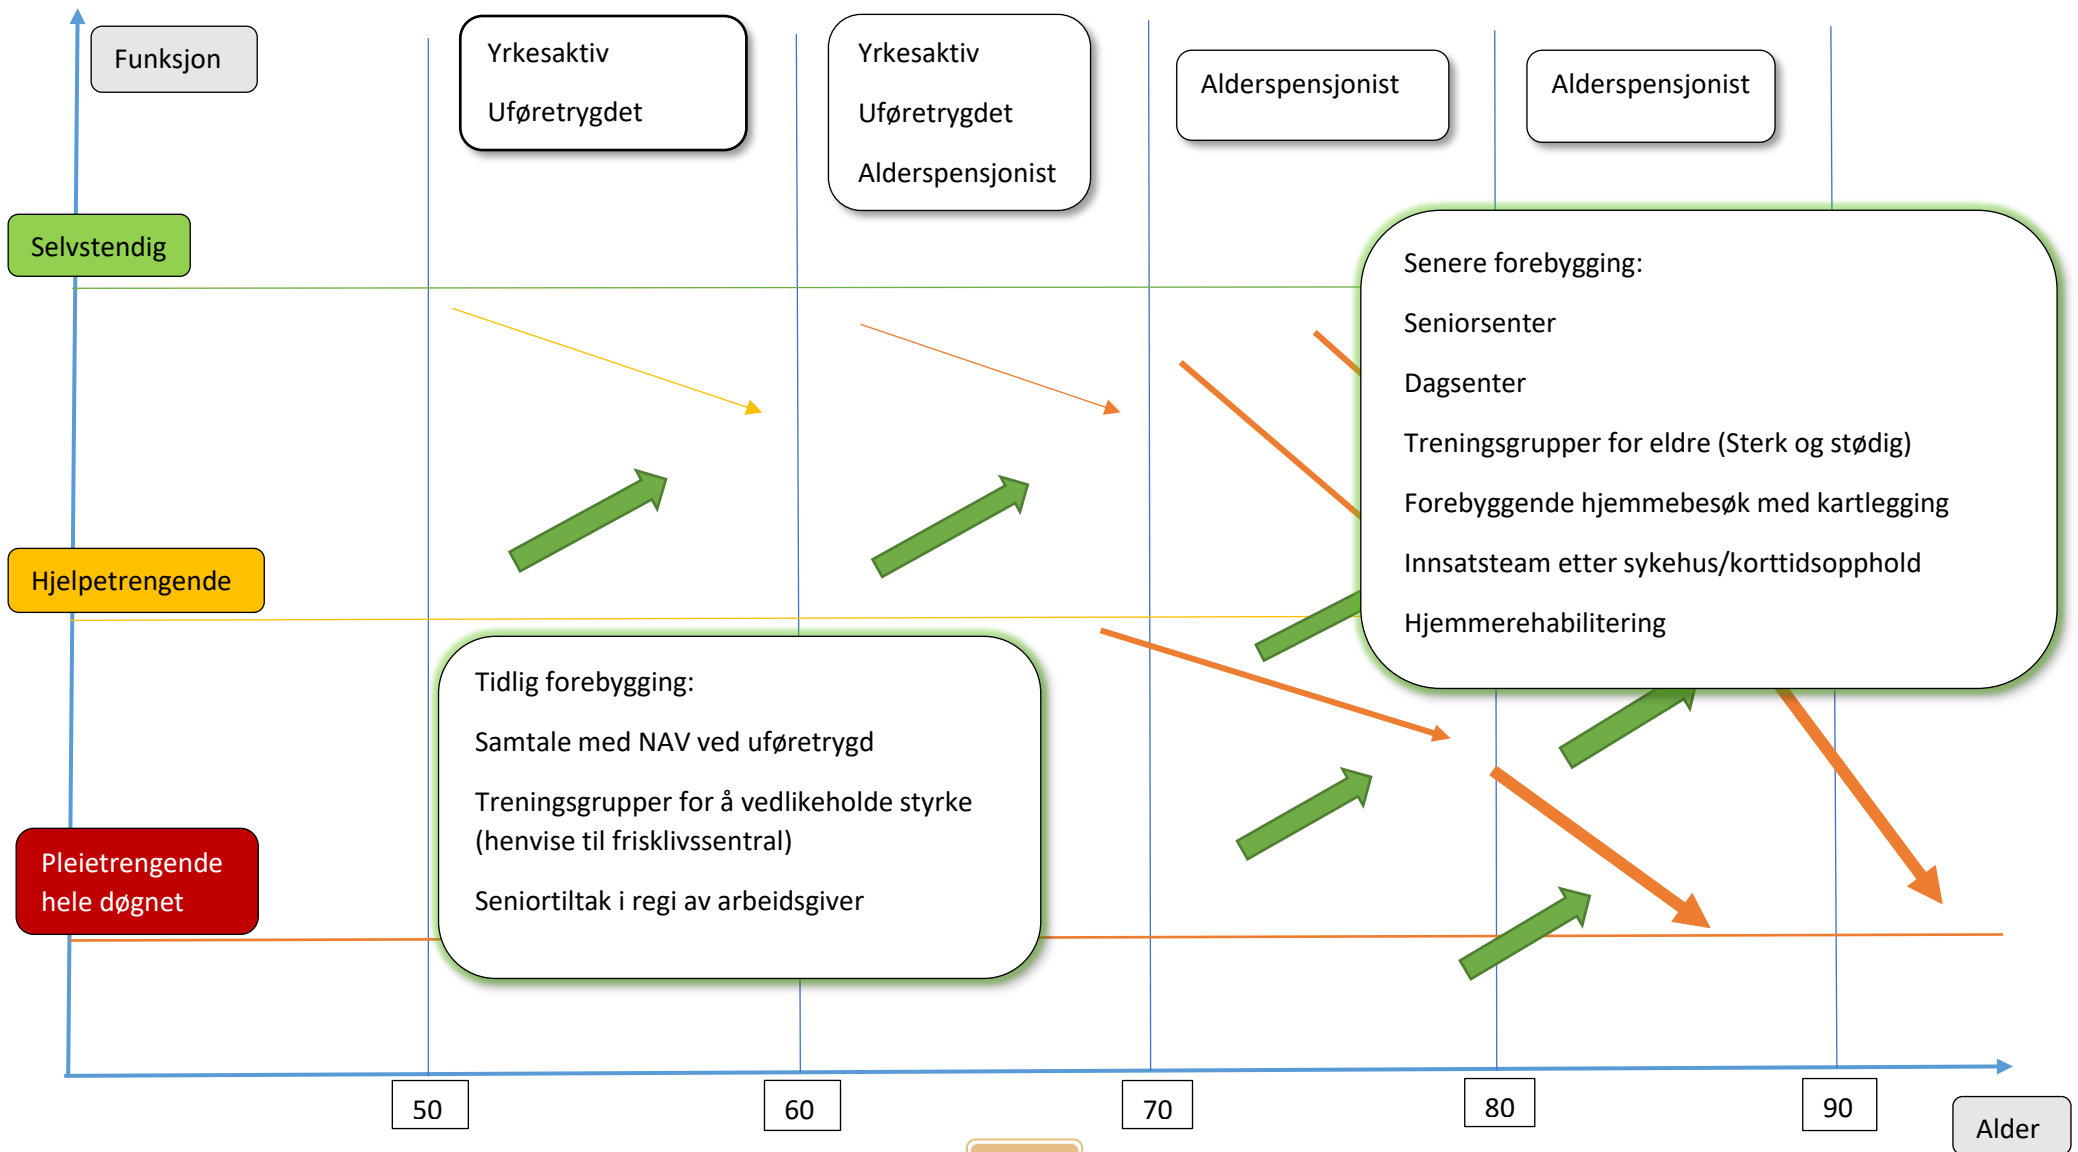 Funksjon
Yrkesaktiv
Uføretrygdet
Yrkesaktiv
Uføretrygdet
Alderspensjonist
Alderspensjonist
Alderspensjonist
Selvstendig
Senere forebygging:
Seniorsenter
Dagsenter
Treningsgrupper for eldre (Sterk og stødig)
Forebyggende hjemmebesøk med kartlegging
Innsatsteam etter sykehus/korttidsopphold
Hjemmerehabilitering
Hjelpetrengende
Tidlig forebygging:
Samtale med NAV ved uføretrygd
Treningsgrupper for å vedlikeholde styrke
(henvise til frisklivssentral)
Seniortiltak i regi av arbeidsgiver
Pleietrengende
hele døgnet
50
60
70
80
90
Alder